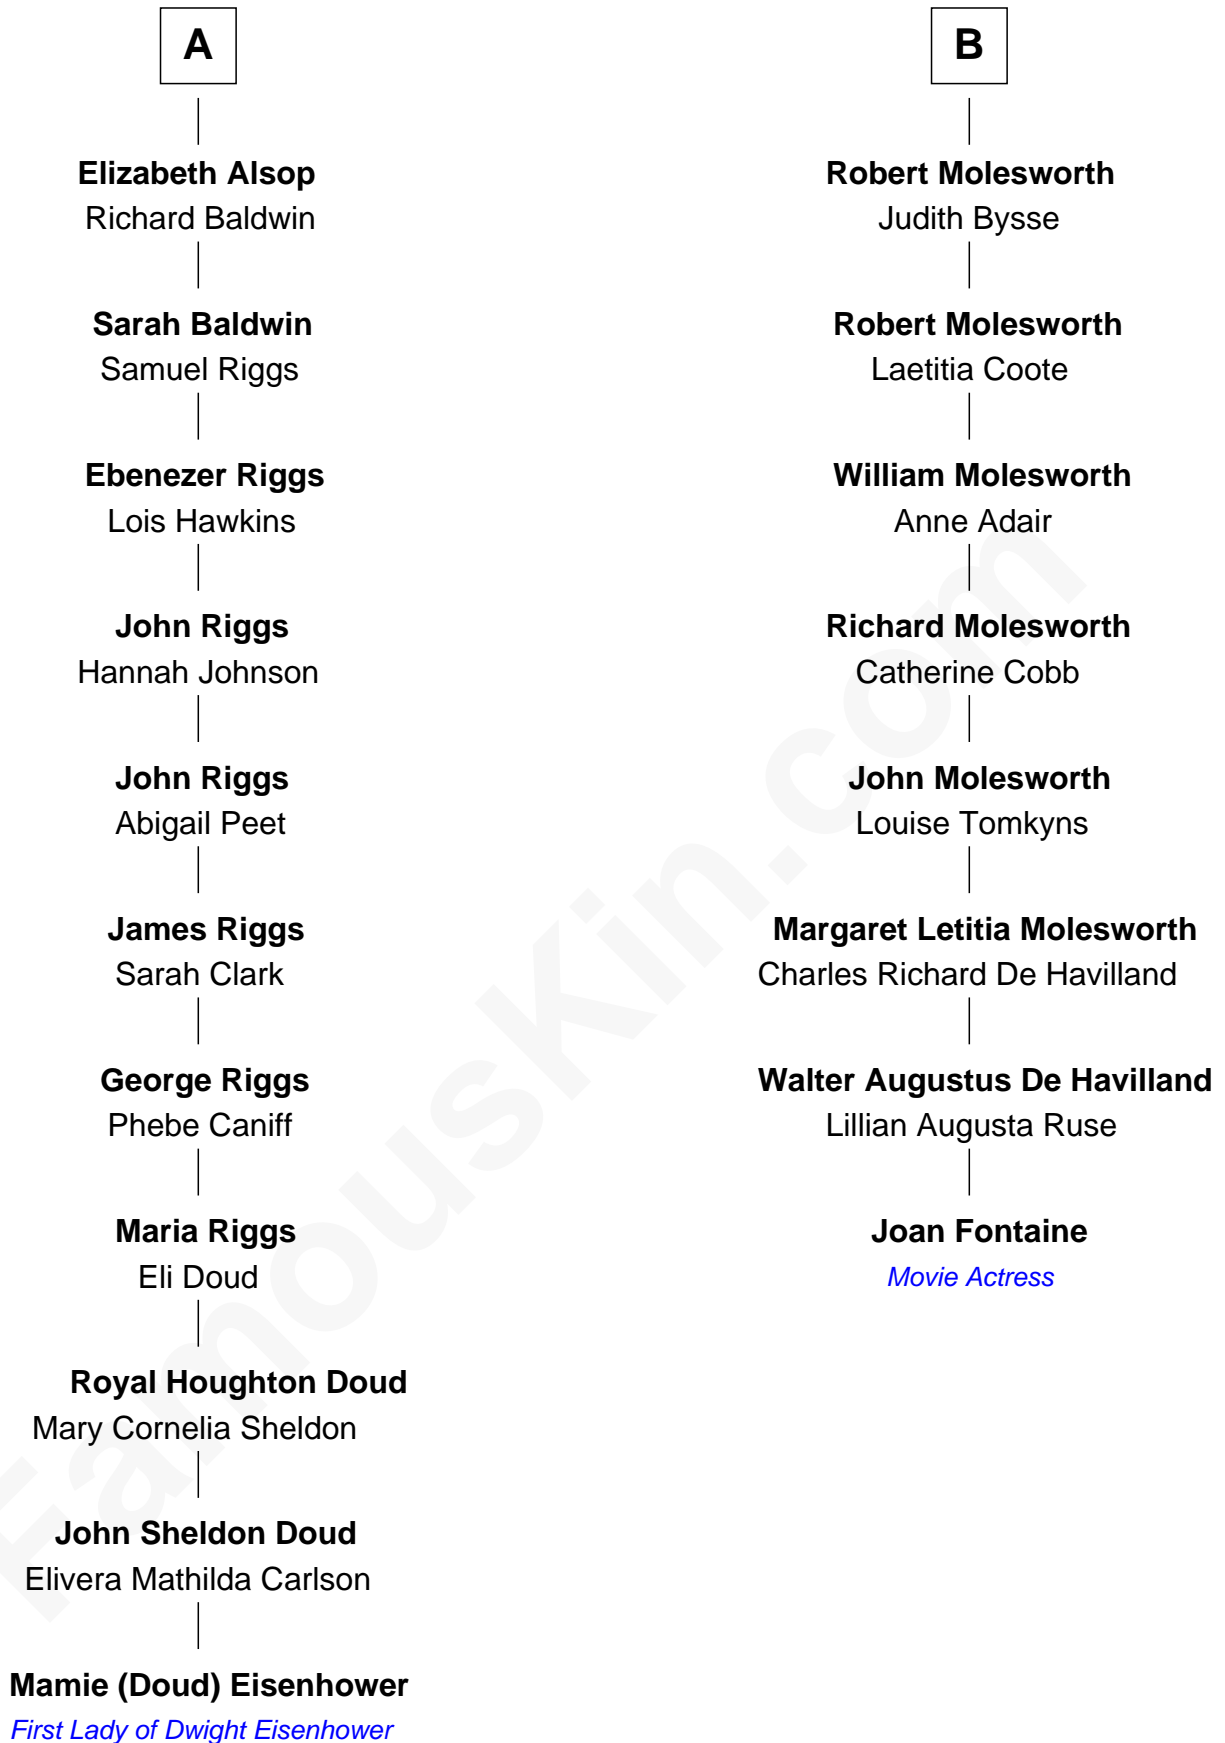 A
Elizabeth Alsop
Richard Baldwin
Sarah Baldwin
Samuel Riggs
Ebenezer Riggs
Lois Hawkins
John Riggs
Hannah Johnson
John Riggs
Abigail Peet
James Riggs
Sarah Clark
George Riggs
Phebe Caniff
Maria Riggs
Eli Doud
Royal Houghton Doud
Mary Cornelia Sheldon
John Sheldon Doud
Elivera Mathilda Carlson
Mamie (Doud) Eisenhower
First Lady of Dwight Eisenhower
B
Robert Molesworth
Judith Bysse
Robert Molesworth
Laetitia Coote
William Molesworth
Anne Adair
Richard Molesworth
Catherine Cobb
John Molesworth
Louise Tomkyns
Margaret Letitia Molesworth
Charles Richard De Havilland
Walter Augustus De Havilland
Lillian Augusta Ruse
Joan Fontaine
Movie Actress
FamousKin.com